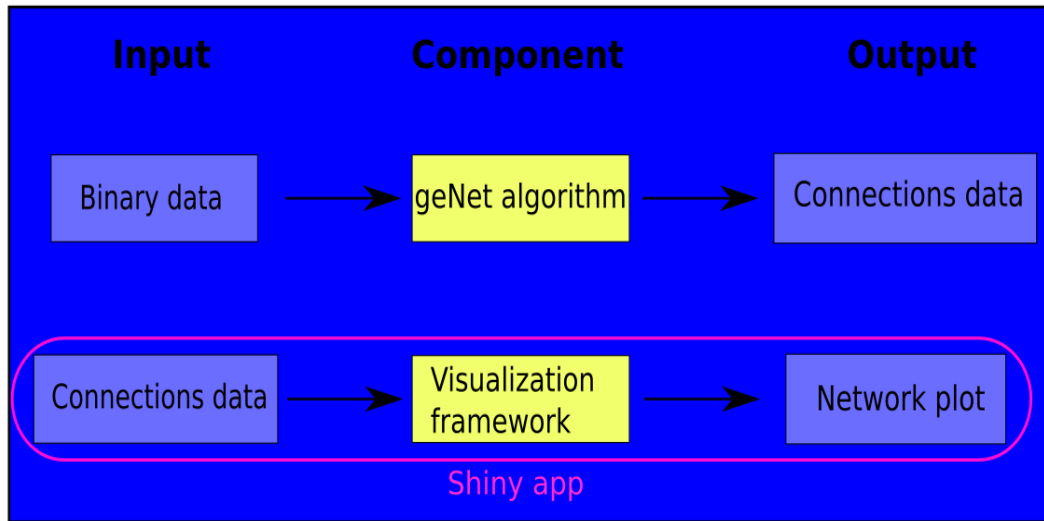 Input
Component
Output
Binary data
geNet algorithm
Connections data
Connections data
Visualization
framework
Network plot
Shiny app